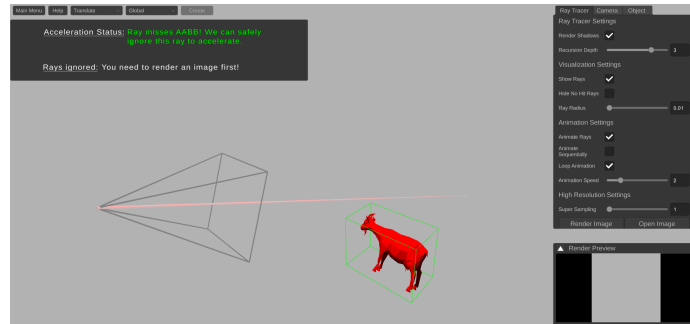 Main Menu Help Translate Global Create
Acceleration Status: Ray misses AABB! We can safely
ignore this ray to accelerate.
Rays ignored: You need to render an image first!
Ray Tracer Camera Object
Ray Tracer Settings
Render Shadows
Recursion Depth 3
Visualization Settings
Show Rays
Hide No Hit Rays
Ray Radius 0.01
Animation Settings
Animate Rays
Animate
Sequentially
Loop Animation
Animation Speed 2
High Resolution Settings
Super Sampling 1
Render Image Open Image
Render Preview